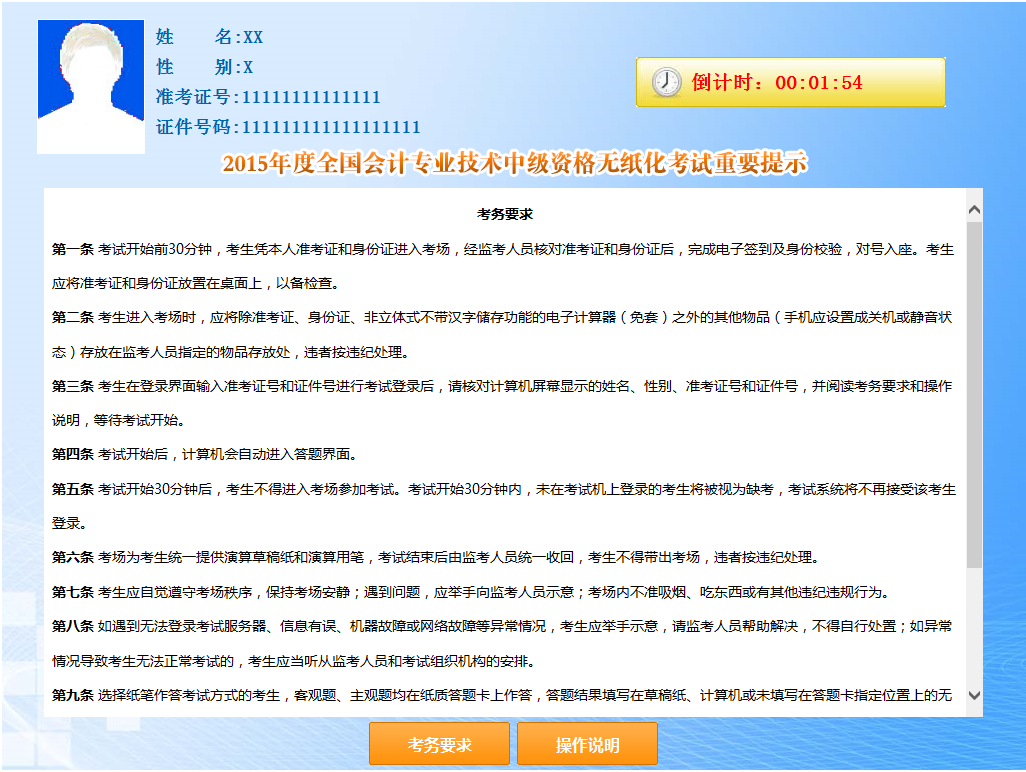 姓 名:XX
性 别:X
准考证号:11111111111111
证件号码:111111111111111111
倒计时：00:01:54
2015年度全国会计专业技术中级资格无纸化考试重要提示
考务要求
第一条 考试开始前30分钟，考生凭本人准考证和身份证进入考场，经监考人员核对准考证和身份证后，完成电子签到及身份校验，对号入座。考生
应将准考证和身份证放置在桌面上，以备检查。
第二条 考生进入考场时，应将除准考证、身份证、非立体式不带汉字储存功能的电子计算器（免套）之外的其他物品（手机应设置成关机或静音状
态）存放在监考人员指定的物品存放处，违者按违纪处理。
第三条 考生在登录界面输入准考证号和证件号进行考试登录后，请核对计算机屏幕显示的姓名、性别、准考证号和证件号，并阅读考务要求和操作
说明，等待考试开始。
第四条 考试开始后，计算机会自动进入答题界面。
第五条 考试开始30分钟后，考生不得进入考场参加考试。考试开始30分钟内，未在考试机上登录的考生将被视为缺考，考试系统将不再接受该考生
登录。
第六条 考场为考生统一提供演算草稿纸和演算用笔，考试结束后由监考人员统一收回，考生不得带出考场，违者按违纪处理。
第七条 考生应自觉遵守考场秩序，保持考场安静；遇到问题，应举手向监考人员示意；考场内不准吸烟、吃东西或有其他违纪违规行为。
第八条 如遇到无法登录考试服务器、信息有误、机器故障或网络故障等异常情况，考生应举手示意，请监考人员帮助解决，不得自行处置；如异常
情况导致考生无法正常考试的，考生应当听从监考人员和考试组织机构的安排。
第九条 选择纸笔作答考试方式的考生，客观题、主观题均在纸质答题卡上作答，答题结果填写在草稿纸、计算机或未填写在答题卡指定位置上的无
考务要求
操作说明